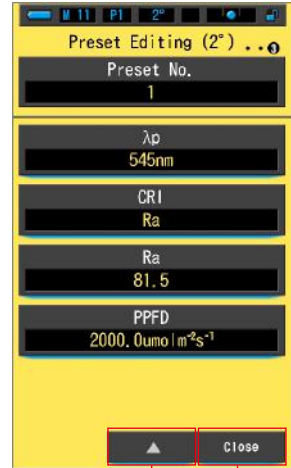 M 11 P1 2°
Preset Editing (2°) ..❸
Preset No.
1
λp
545nm
CRI
Ra
Ra
81.5
PPFD
2000.0umolm⁻²s⁻¹
▲ Close